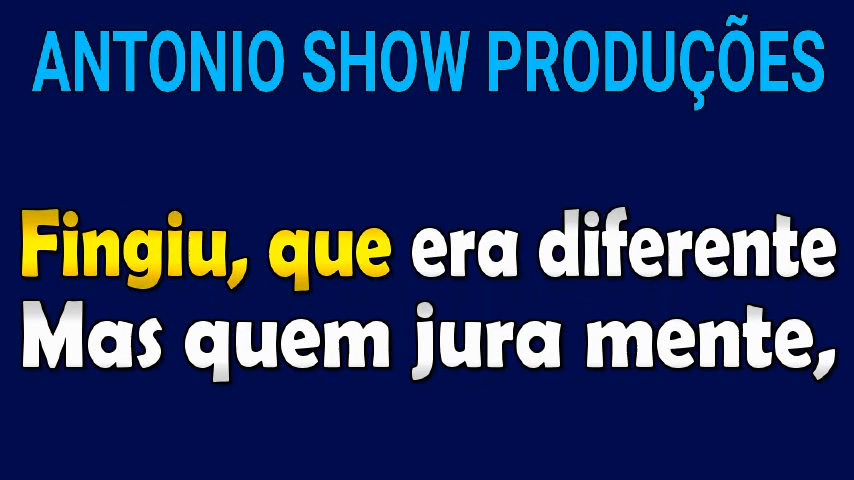 ANTONIO SHOW PRODUÇÕES
Fingiu, que era diferente
Mas quem jura mente,